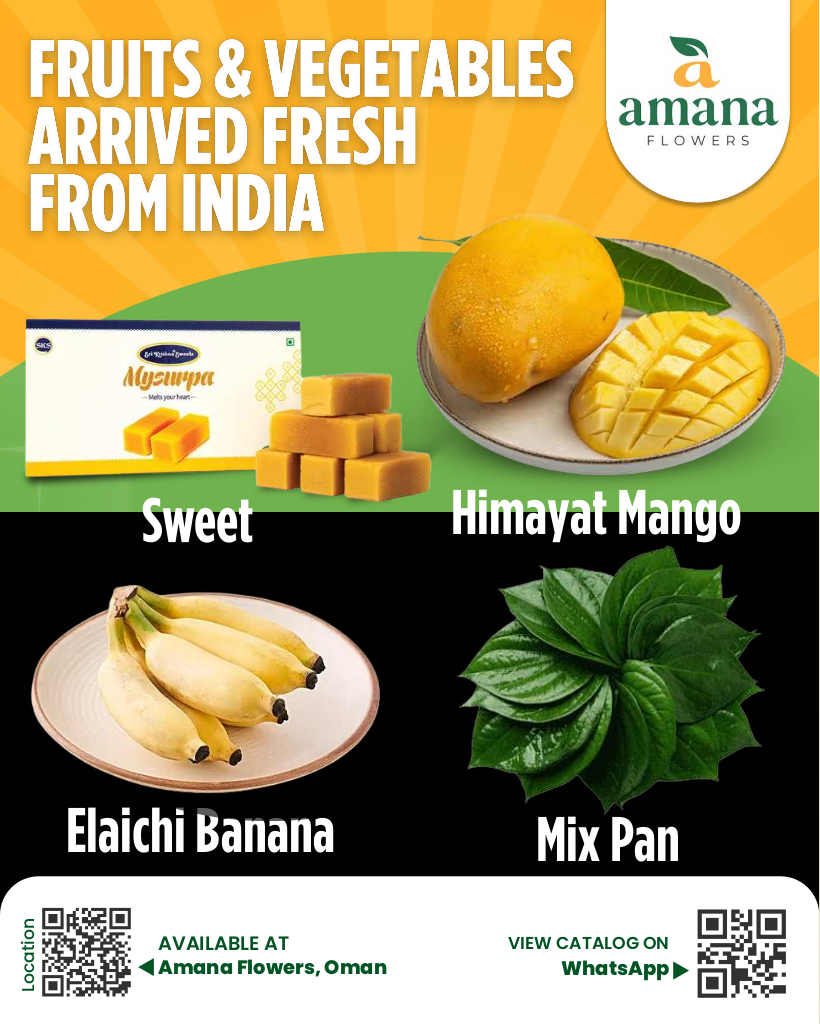 FRUITS & VEGETABLES
ARRIVED FRESH
FROM INDIA
a
amana
FLOWERS
SKS
Sri Krishna Sweets
Mysurpa
Melts your heart
Sweet
Himayat Mango
Elaichi Banana
Mix Pan
Location
AVAILABLE AT
Amana Flowers, Oman
VIEW CATALOG ON
WhatsApp